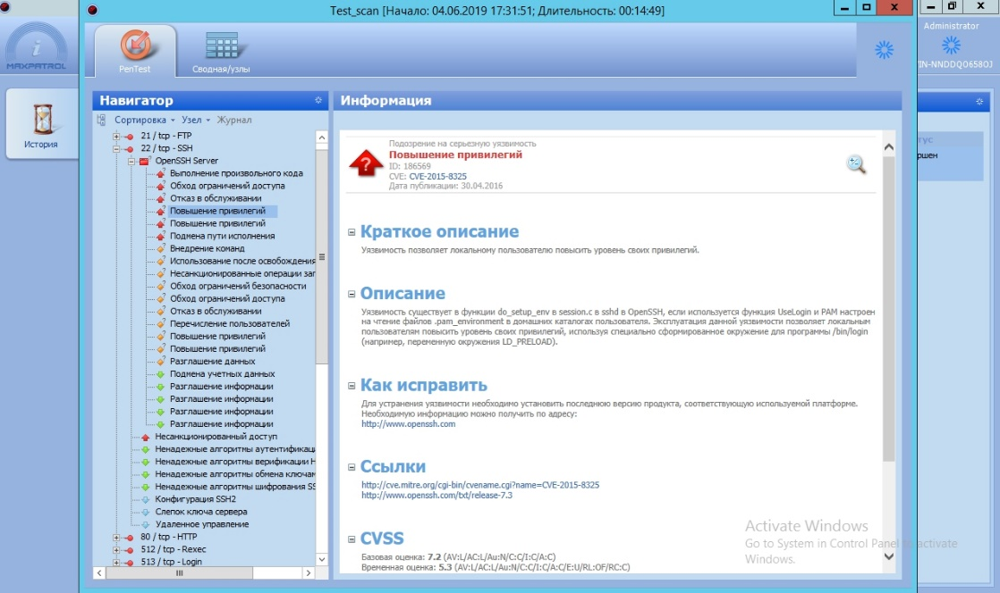 Test_scan [Начало: 04.06.2019 17:31:51; Длительность: 00:14:49]
Administrator
IN-NNDDQO658OJ
MAXPATROL
История
PenTest
Сводная/узлы
Навигатор
Сортировка Узел Журнал
21 / tcp - FTP
22 / tcp - SSH
OpenSSH Server
Выполнение произвольного кода
Обход ограничений доступа
Отказ в обслуживании
Повышение привилегий
Повышение привилегий
Подмена пути исполнения
Внедрение команд
Использование после освобождения
Несанкционированные операции заг
Обход ограничений безопасности
Обход ограничений доступа
Отказ в обслуживании
Перечисление пользователей
Повышение привилегий
Повышение привилегий
Разглашение данных
Подмена учетных данных
Разглашение информации
Разглашение информации
Разглашение информации
Разглашение информации
Несанкционированный доступ
Ненадежные алгоритмы аутентификаци
Ненадежные алгоритмы верификации
Ненадежные алгоритмы обмена ключам
Ненадежные алгоритмы шифрования SS
Конфигурация SSH2
Слепок ключа сервера
Удаленное управление
80 / tcp - HTTP
512 / tcp - Rexec
513 / tcp - Login
Информация
Подозрение на серьезную уязвимость
Повышение привилегий
ID: 186569
CVE: CVE-2015-8325
Дата публикации: 30.04.2016
Краткое описание
Уязвимость позволяет локальному пользователю повысить уровень своих привилегий.
Описание
Уязвимость существует в функции do_setup_env в session.c в sshd в OpenSSH, если используется функция UseLogin и PAM настроен
на чтение файлов .pam_environment в домашних каталогах пользователя. Эксплуатация данной уязвимости позволяет локальным
пользователям повысить уровень своих привилегий, используя специально сформированное окружение для программы /bin/login
(например, переменную окружения LD_PRELOAD).
Как исправить
Для устранения уязвимости необходимо установить последнюю версию продукта, соответствующую используемой платформе.
Необходимую информацию можно получить по адресу:
http://www.openssh.com
Ссылки
http://cve.mitre.org/cgi-bin/cvename.cgi?name=CVE-2015-8325
http://www.openssh.com/txt/release-7.3
CVSS
Базовая оценка: 7.2 (AV:L/AC:L/Au:N/C:C/I:C/A:C)
Временная оценка: 5.3 (AV:L/AC:L/Au:N/C:C/I:C/A:C/E:U/RL:OF/RC:C)
тус
ршен
Activate Windows
Go to System in Control Panel to activate
Windows.